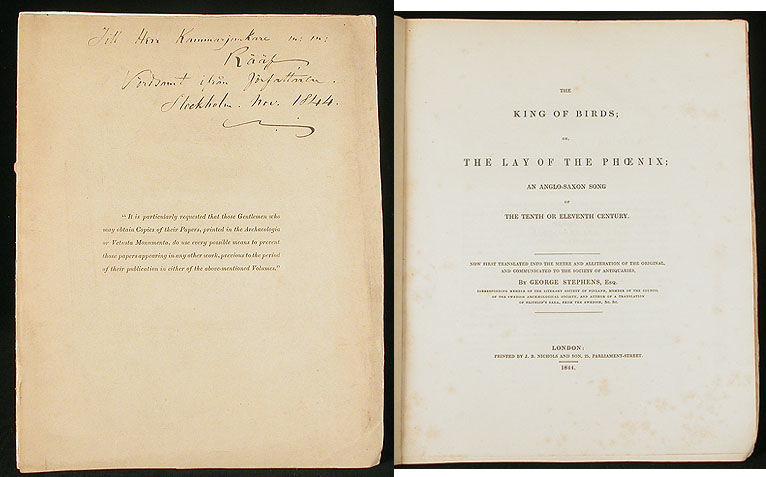 Till Herr Kammarjunkare m: m:
Rääf
Vördsamt från Författaren.
Stockholm. Nov. 1844.
"It is particularly requested that those Gentlemen who
may obtain Copies of their Papers, printed in the Archæologia
or Vetusta Monumenta, do use every possible means to prevent
those papers appearing in any other work, previous to the period
of their publication in either of the above-mentioned Volumes."
THE
KING OF BIRDS;
OR,
THE LAY OF THE PHŒNIX;
AN ANGLO-SAXON SONG
OF
THE TENTH OR ELEVENTH CENTURY.
NOW FIRST TRANSLATED INTO THE METRE AND ALLITERATION OF THE ORIGINAL,
AND COMMUNICATED TO THE SOCIETY OF ANTIQUARIES,
BY GEORGE STEPHENS, ESQ.
CORRESPONDING MEMBER OF THE LITERARY SOCIETY OF FINLAND, MEMBER OF THE COUNCIL
OF THE SWEDISH ARCHÆOLOGICAL SOCIETY, AND AUTHOR OF A TRANSLATION
OF FRITHIOF'S SAGA, FROM THE SWEDISH, &c. &c.
LONDON:
PRINTED BY J. B. NICHOLS AND SON, 25, PARLIAMENT-STREET.
1844.